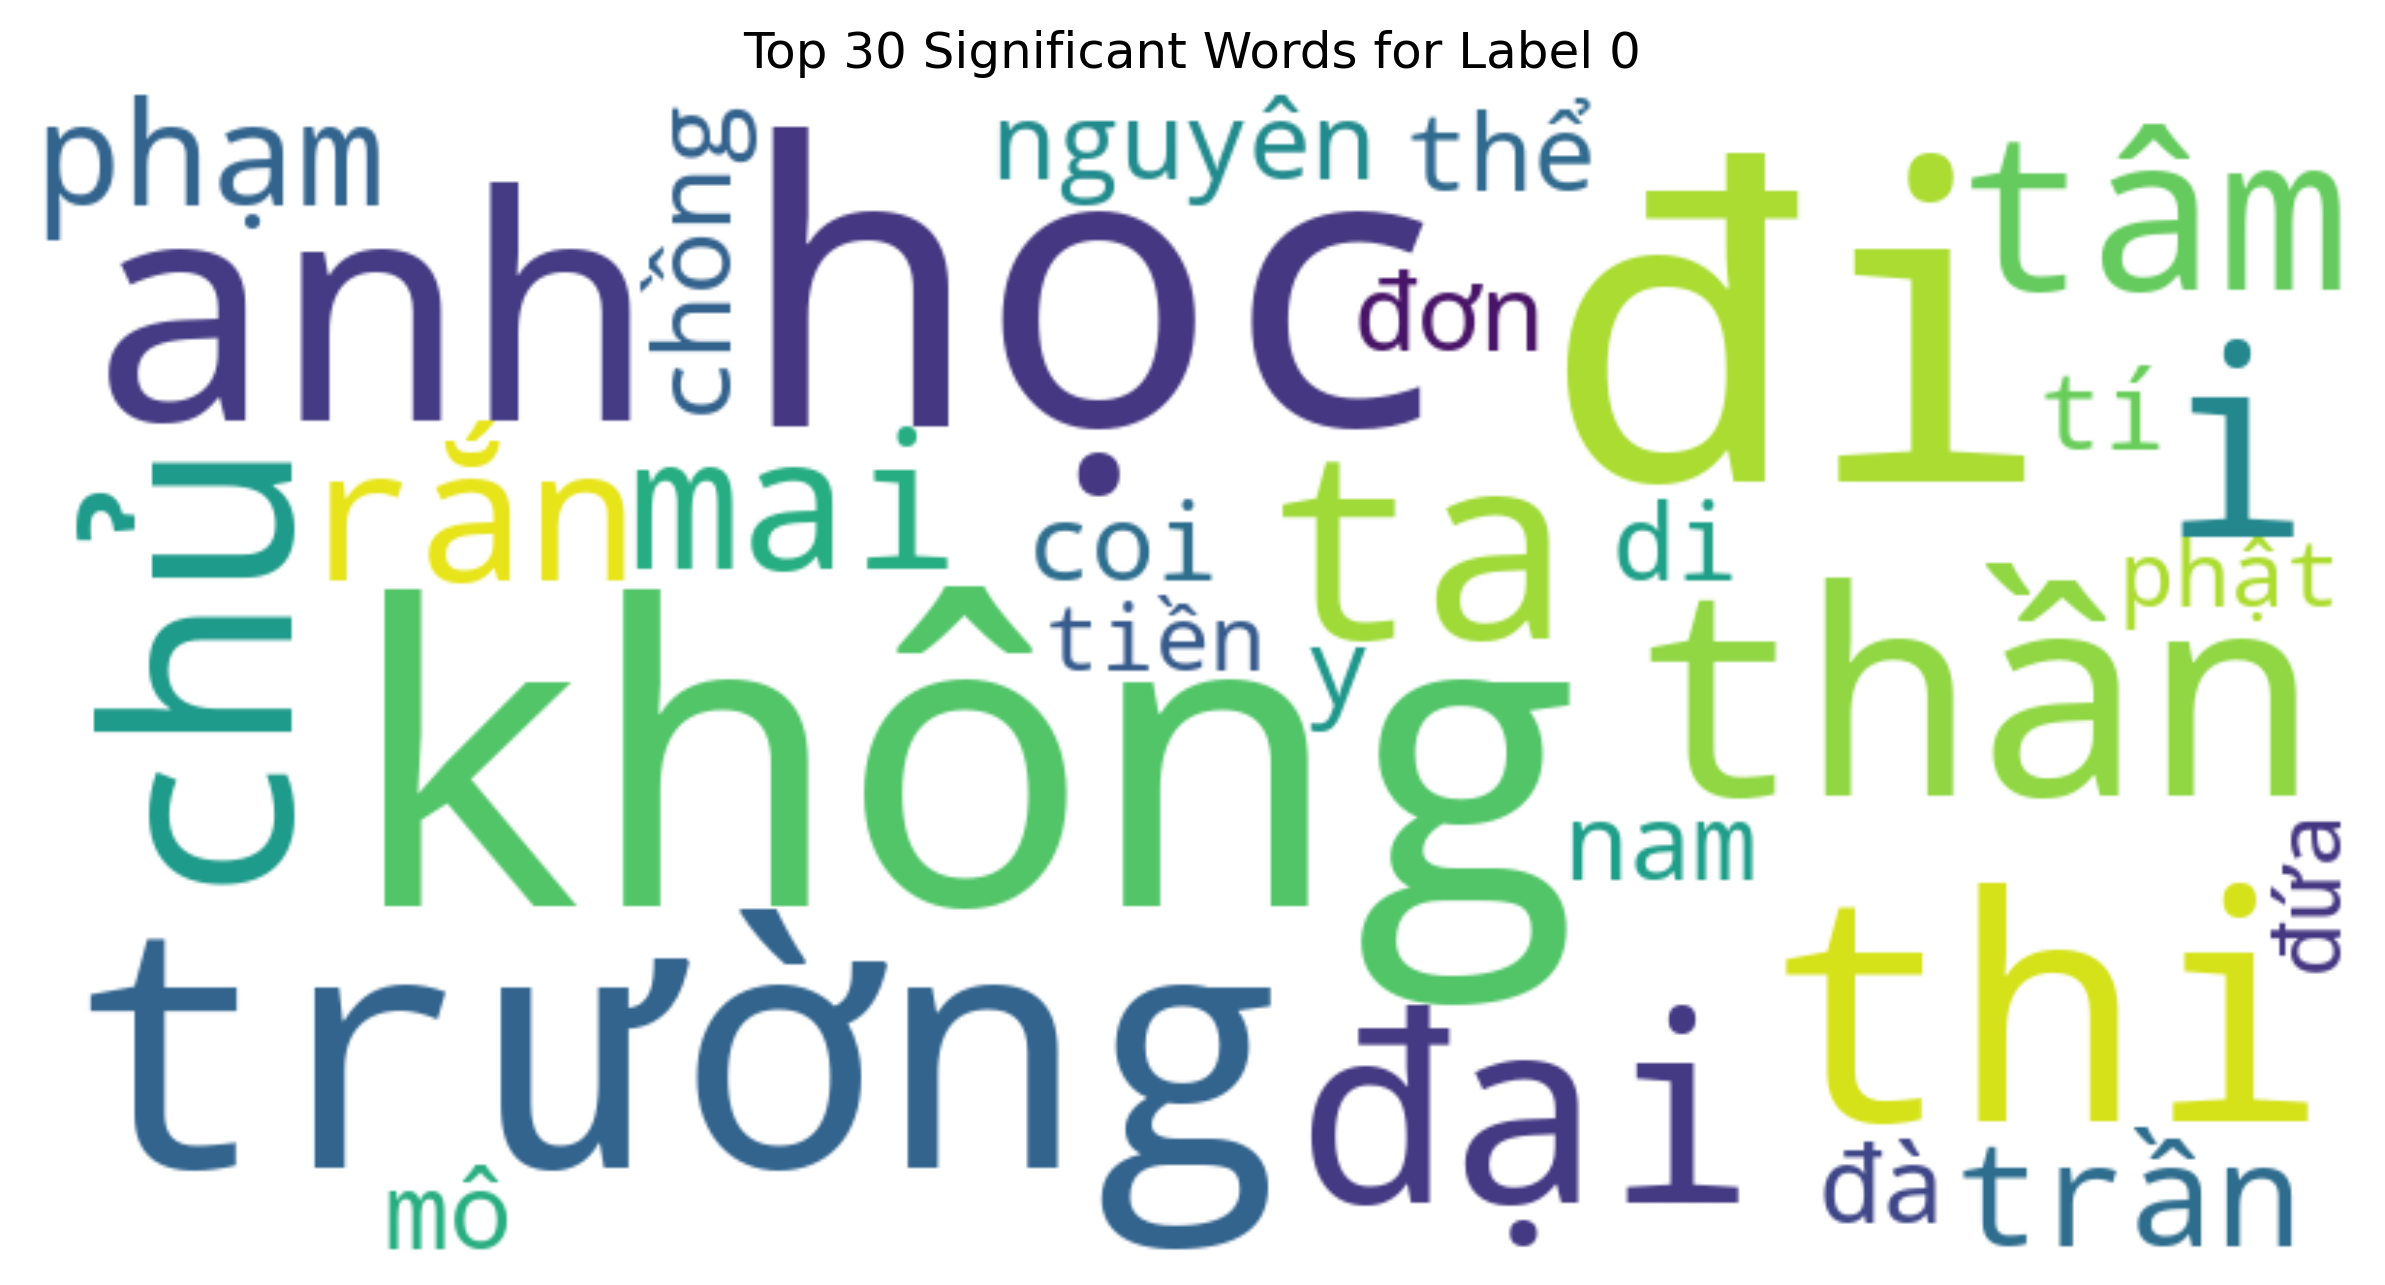 Top 30 Significant Words for Label 0
phạm
chồng
nguyên
thể
tâm
anh
học
đơn
đi
tí
i
chủ
rắn
mai
coi
ta
di
phật
không
tiền
y
thần
nam
đứa
trường
đại
thi
mô
đà
trần